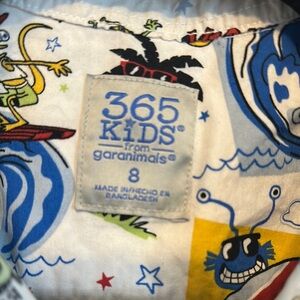 365
KiDS®
from
garanimals®
8
MADE IN/HECHO EN
BANGLADESH